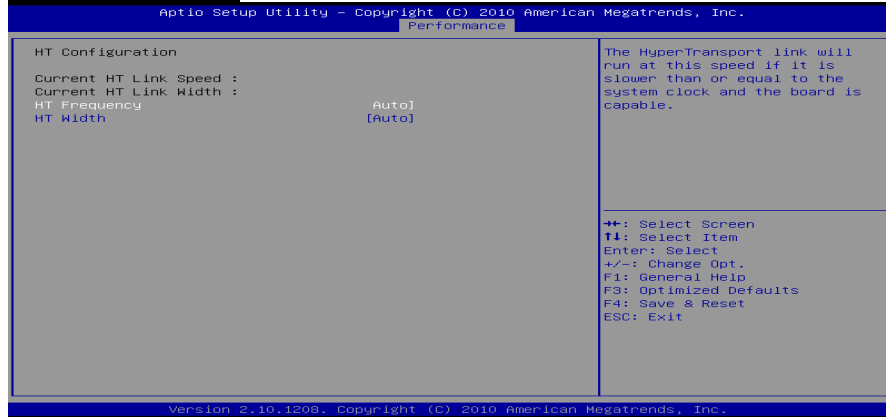 Aptio Setup Utility - Copyright (C) 2010 American Megatrends, Inc.
Performance
HT Configuration
Current HT Link Speed :
Current HT Link Width :
HT Frequency Auto]
HT Width [Auto]
The HyperTransport link will
run at this speed if it is
slower than or equal to the
system clock and the board is
capable.
→←: Select Screen
↑↓: Select Item
Enter: Select
+/-: Change Opt.
F1: General Help
F3: Optimized Defaults
F4: Save & Reset
ESC: Exit
Version 2.10.1208. Copyright (C) 2010 American Megatrends, Inc.